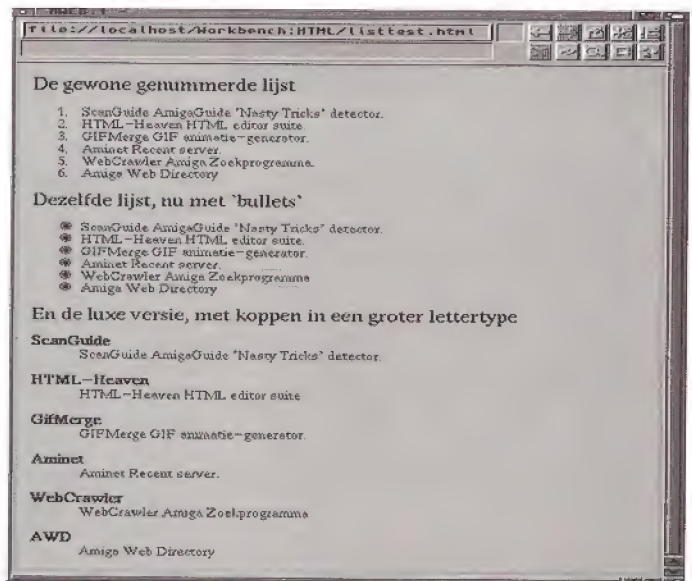 file://localhost/Workbench:HTML/listtest.html
De gewone genummerde lijst
1. ScanGuide AmigaGuide 'Nasty Tricks' detector.
2. HTML-Heaven HTML editor suite.
3. GIFMerge GIF animatie-generator.
4. Aminet Recent server.
5. WebCrawler Amiga Zoekprogramma.
6. Amiga Web Directory
Dezelfde lijst, nu met `bullets'
ScanGuide AmigaGuide 'Nasty Tricks' detector.
HTML-Heaven HTML editor suite.
GIFMerge GIF animatie-generator.
Aminet Recent server.
WebCrawler Amiga Zoekprogramma
Amiga Web Directory
En de luxe versie, met koppen in een groter lettertype
ScanGuide
ScanGuide AmigaGuide 'Nasty Tricks' detector.
HTML-Heaven
HTML-Heaven HTML editor suite
GifMerge
GIFMerge GIF animatie-generator.
Aminet
Aminet Recent server.
WebCrawler
WebCrawler Amiga Zoekprogramma
AWD
Amiga Web Directory